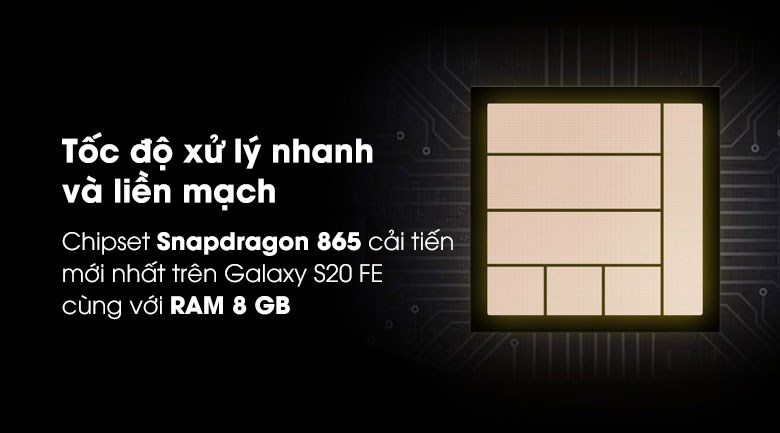 Tốc độ xử lý nhanh
và liền mạch
Chipset Snapdragon 865 cải tiến
mới nhất trên Galaxy S20 FE
cùng với RAM 8 GB